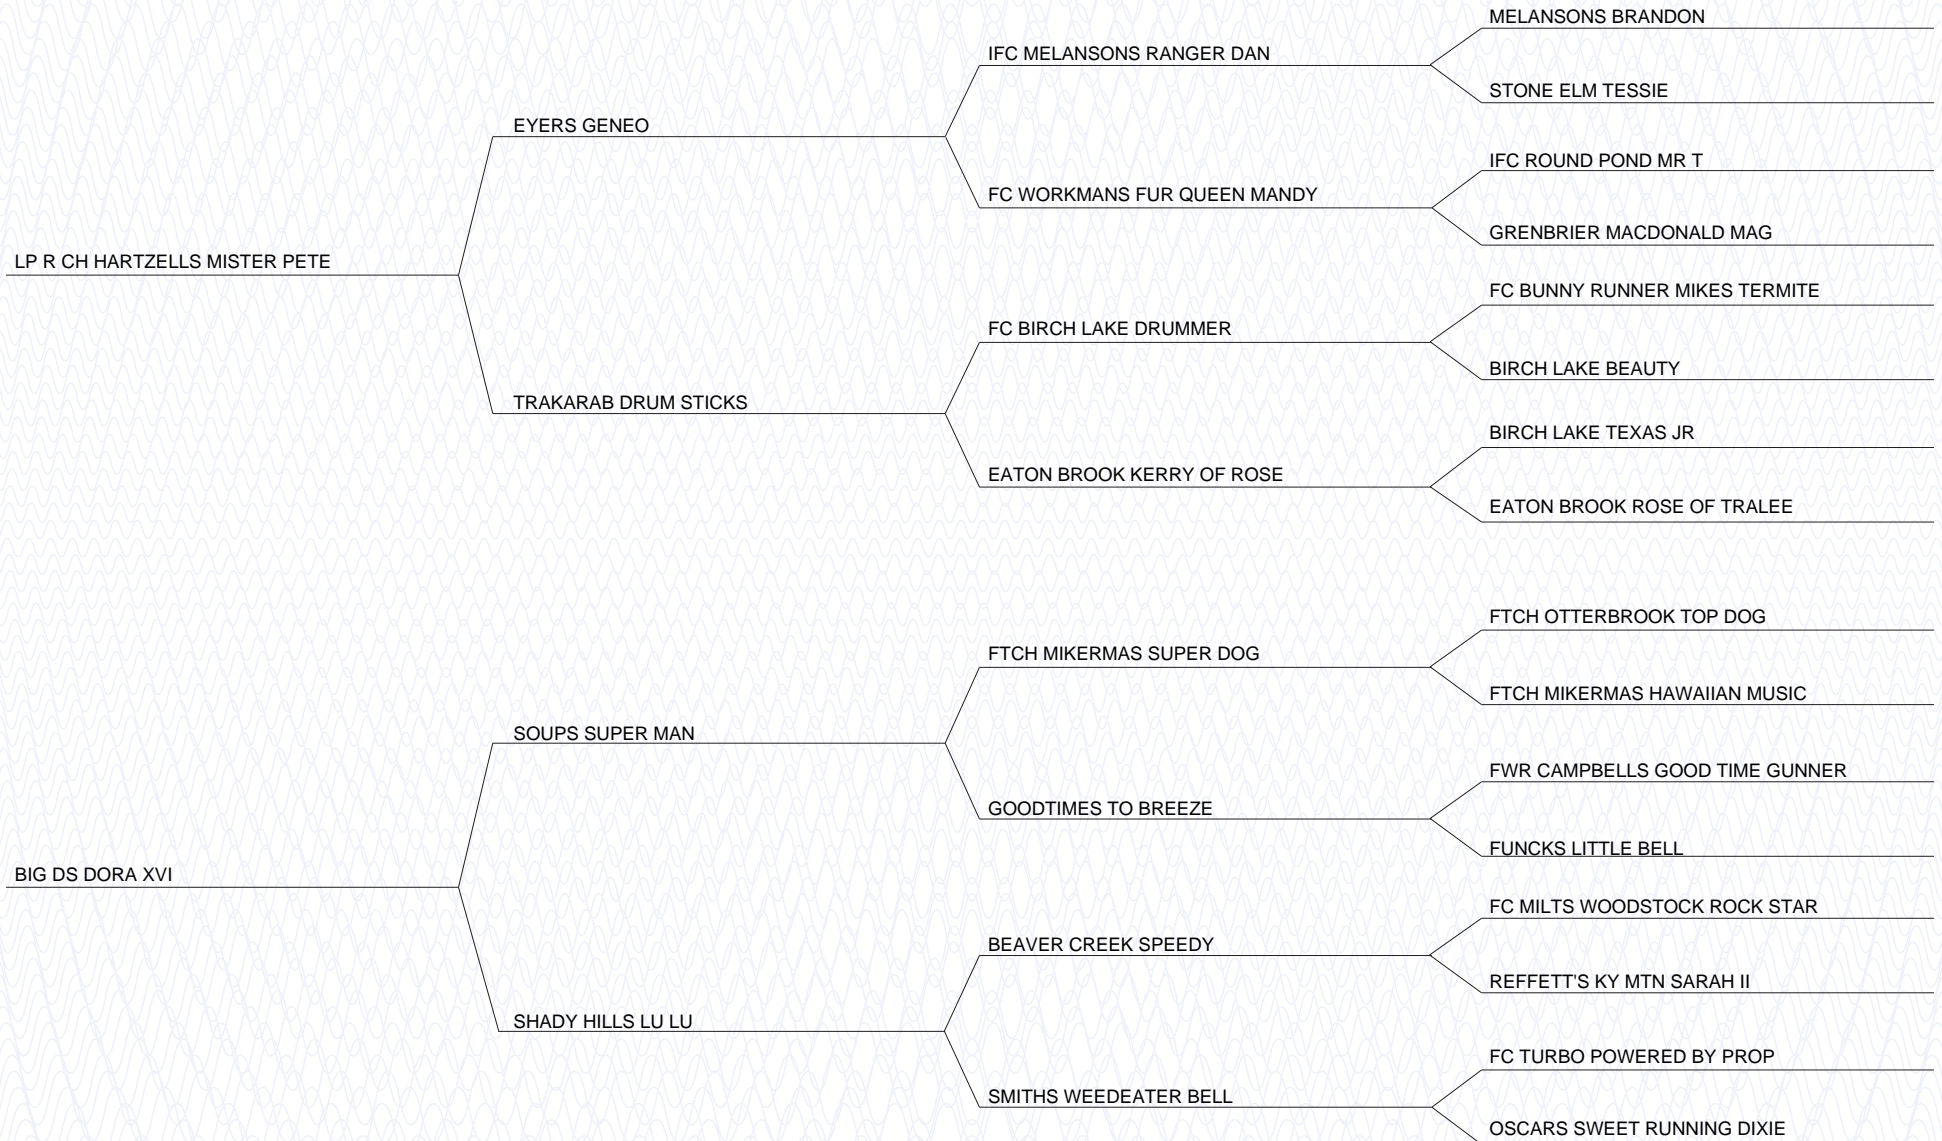 MELANSONS BRANDON
IFC MELANSONS RANGER DAN
STONE ELM TESSIE
EYERS GENEO
IFC ROUND POND MR T
FC WORKMANS FUR QUEEN MANDY
GRENBRIER MACDONALD MAG
LP R CH HARTZELLS MISTER PETE
FC BUNNY RUNNER MIKES TERMITE
FC BIRCH LAKE DRUMMER
BIRCH LAKE BEAUTY
TRAKARAB DRUM STICKS
BIRCH LAKE TEXAS JR
EATON BROOK KERRY OF ROSE
EATON BROOK ROSE OF TRALEE
FTCH OTTERBROOK TOP DOG
FTCH MIKERMAS SUPER DOG
FTCH MIKERMAS HAWAIIAN MUSIC
SOUPS SUPER MAN
FWR CAMPBELLS GOOD TIME GUNNER
GOODTIMES TO BREEZE
FUNCKS LITTLE BELL
BIG DS DORA XVI
FC MILTS WOODSTOCK ROCK STAR
BEAVER CREEK SPEEDY
REFFETT'S KY MTN SARAH II
SHADY HILLS LU LU
FC TURBO POWERED BY PROP
SMITHS WEEDEATER BELL
OSCARS SWEET RUNNING DIXIE